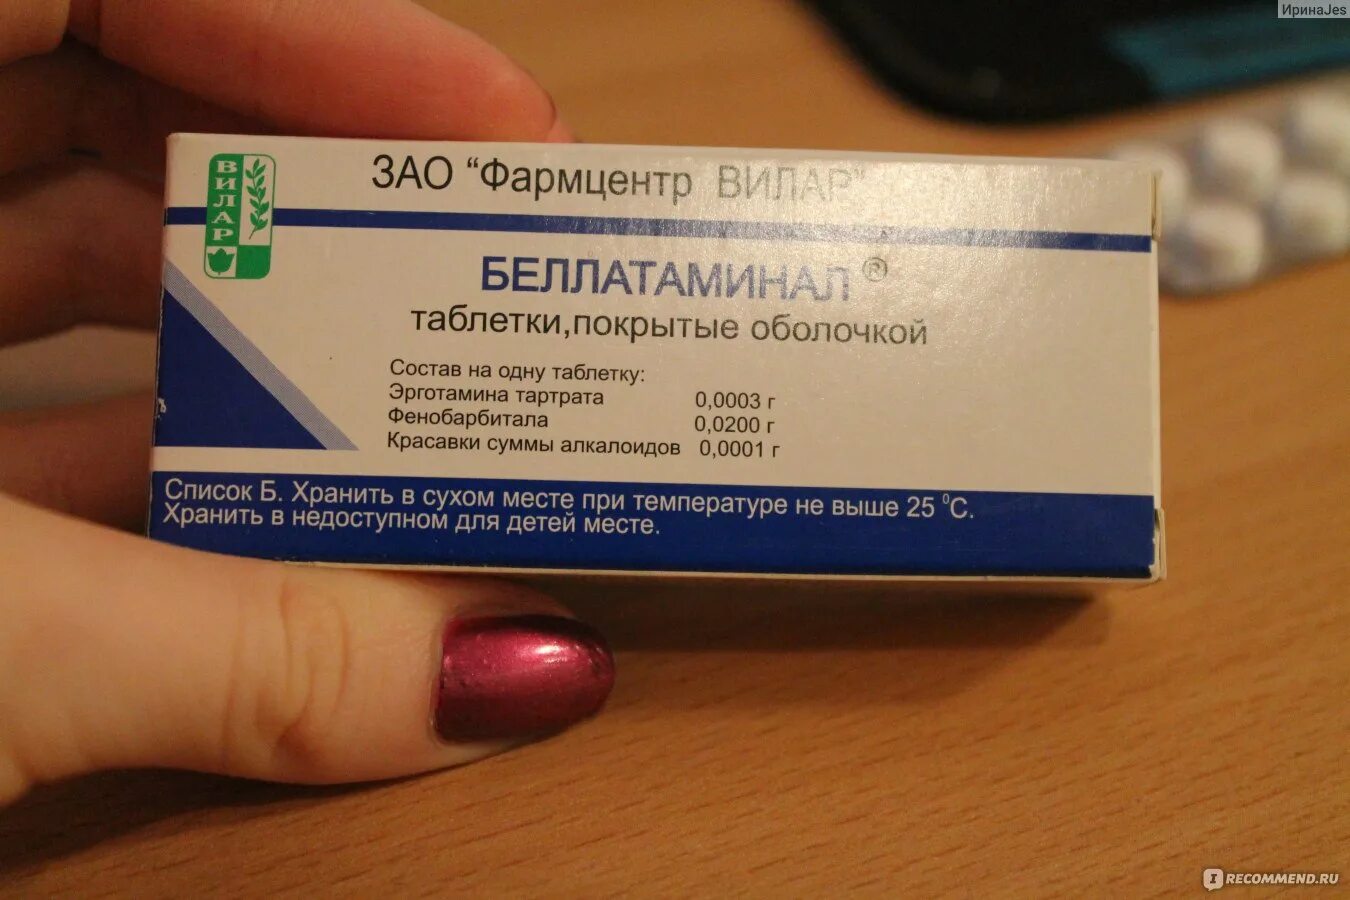 ИринаJes
ВИЛАР
ЗАО “Фармцентр ВИЛАР”
БЕЛЛАТАМИНАЛ®
таблетки,покрытые оболочкой
Состав на одну таблетку:
Эрготамина тартрата 0,0003 г
Фенобарбитала 0,0200 г
Красавки суммы алкалоидов 0,0001 г
Список Б. Хранить в сухом месте при температуре не выше 25 °С.
Хранить в недоступном для детей месте.
IRECOMMEND.RU